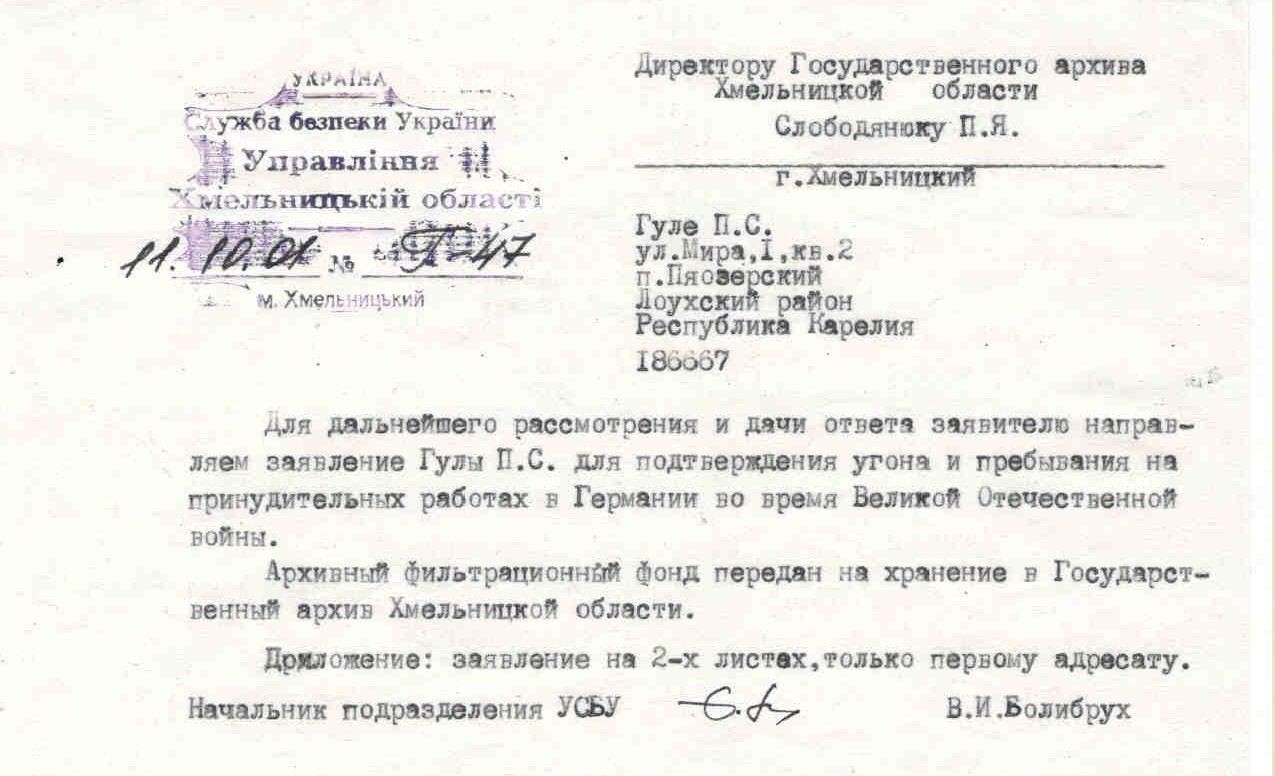 УКРАЇНА
Служба безпеки України
Управління
Хмельницькій області
11.10.01 № Г-47
м. Хмельницький
Директору Государственного архива
Хмельницкой области
Слободянюку П.Я.
г.Хмельницкий
Гуле П.С.
ул.Мира,I,кв.2
п.Пяозерский
Лоухский район
Республика Карелия
I86667
Для дальнейшего рассмотрения и дачи ответа заявителю направ-
ляем заявление Гулы П.С. для подтверждения угона и пребывания на
принудительных работах в Германии во время Великой Отечественной
войны.
Архивный фильтрационный фонд передан на хранение в Государст-
венный архив Хмельницкой области.
Приложение: заявление на 2-х листах,только первому адресату.
Начальник подразделения УСБУ В.И.Болибрух